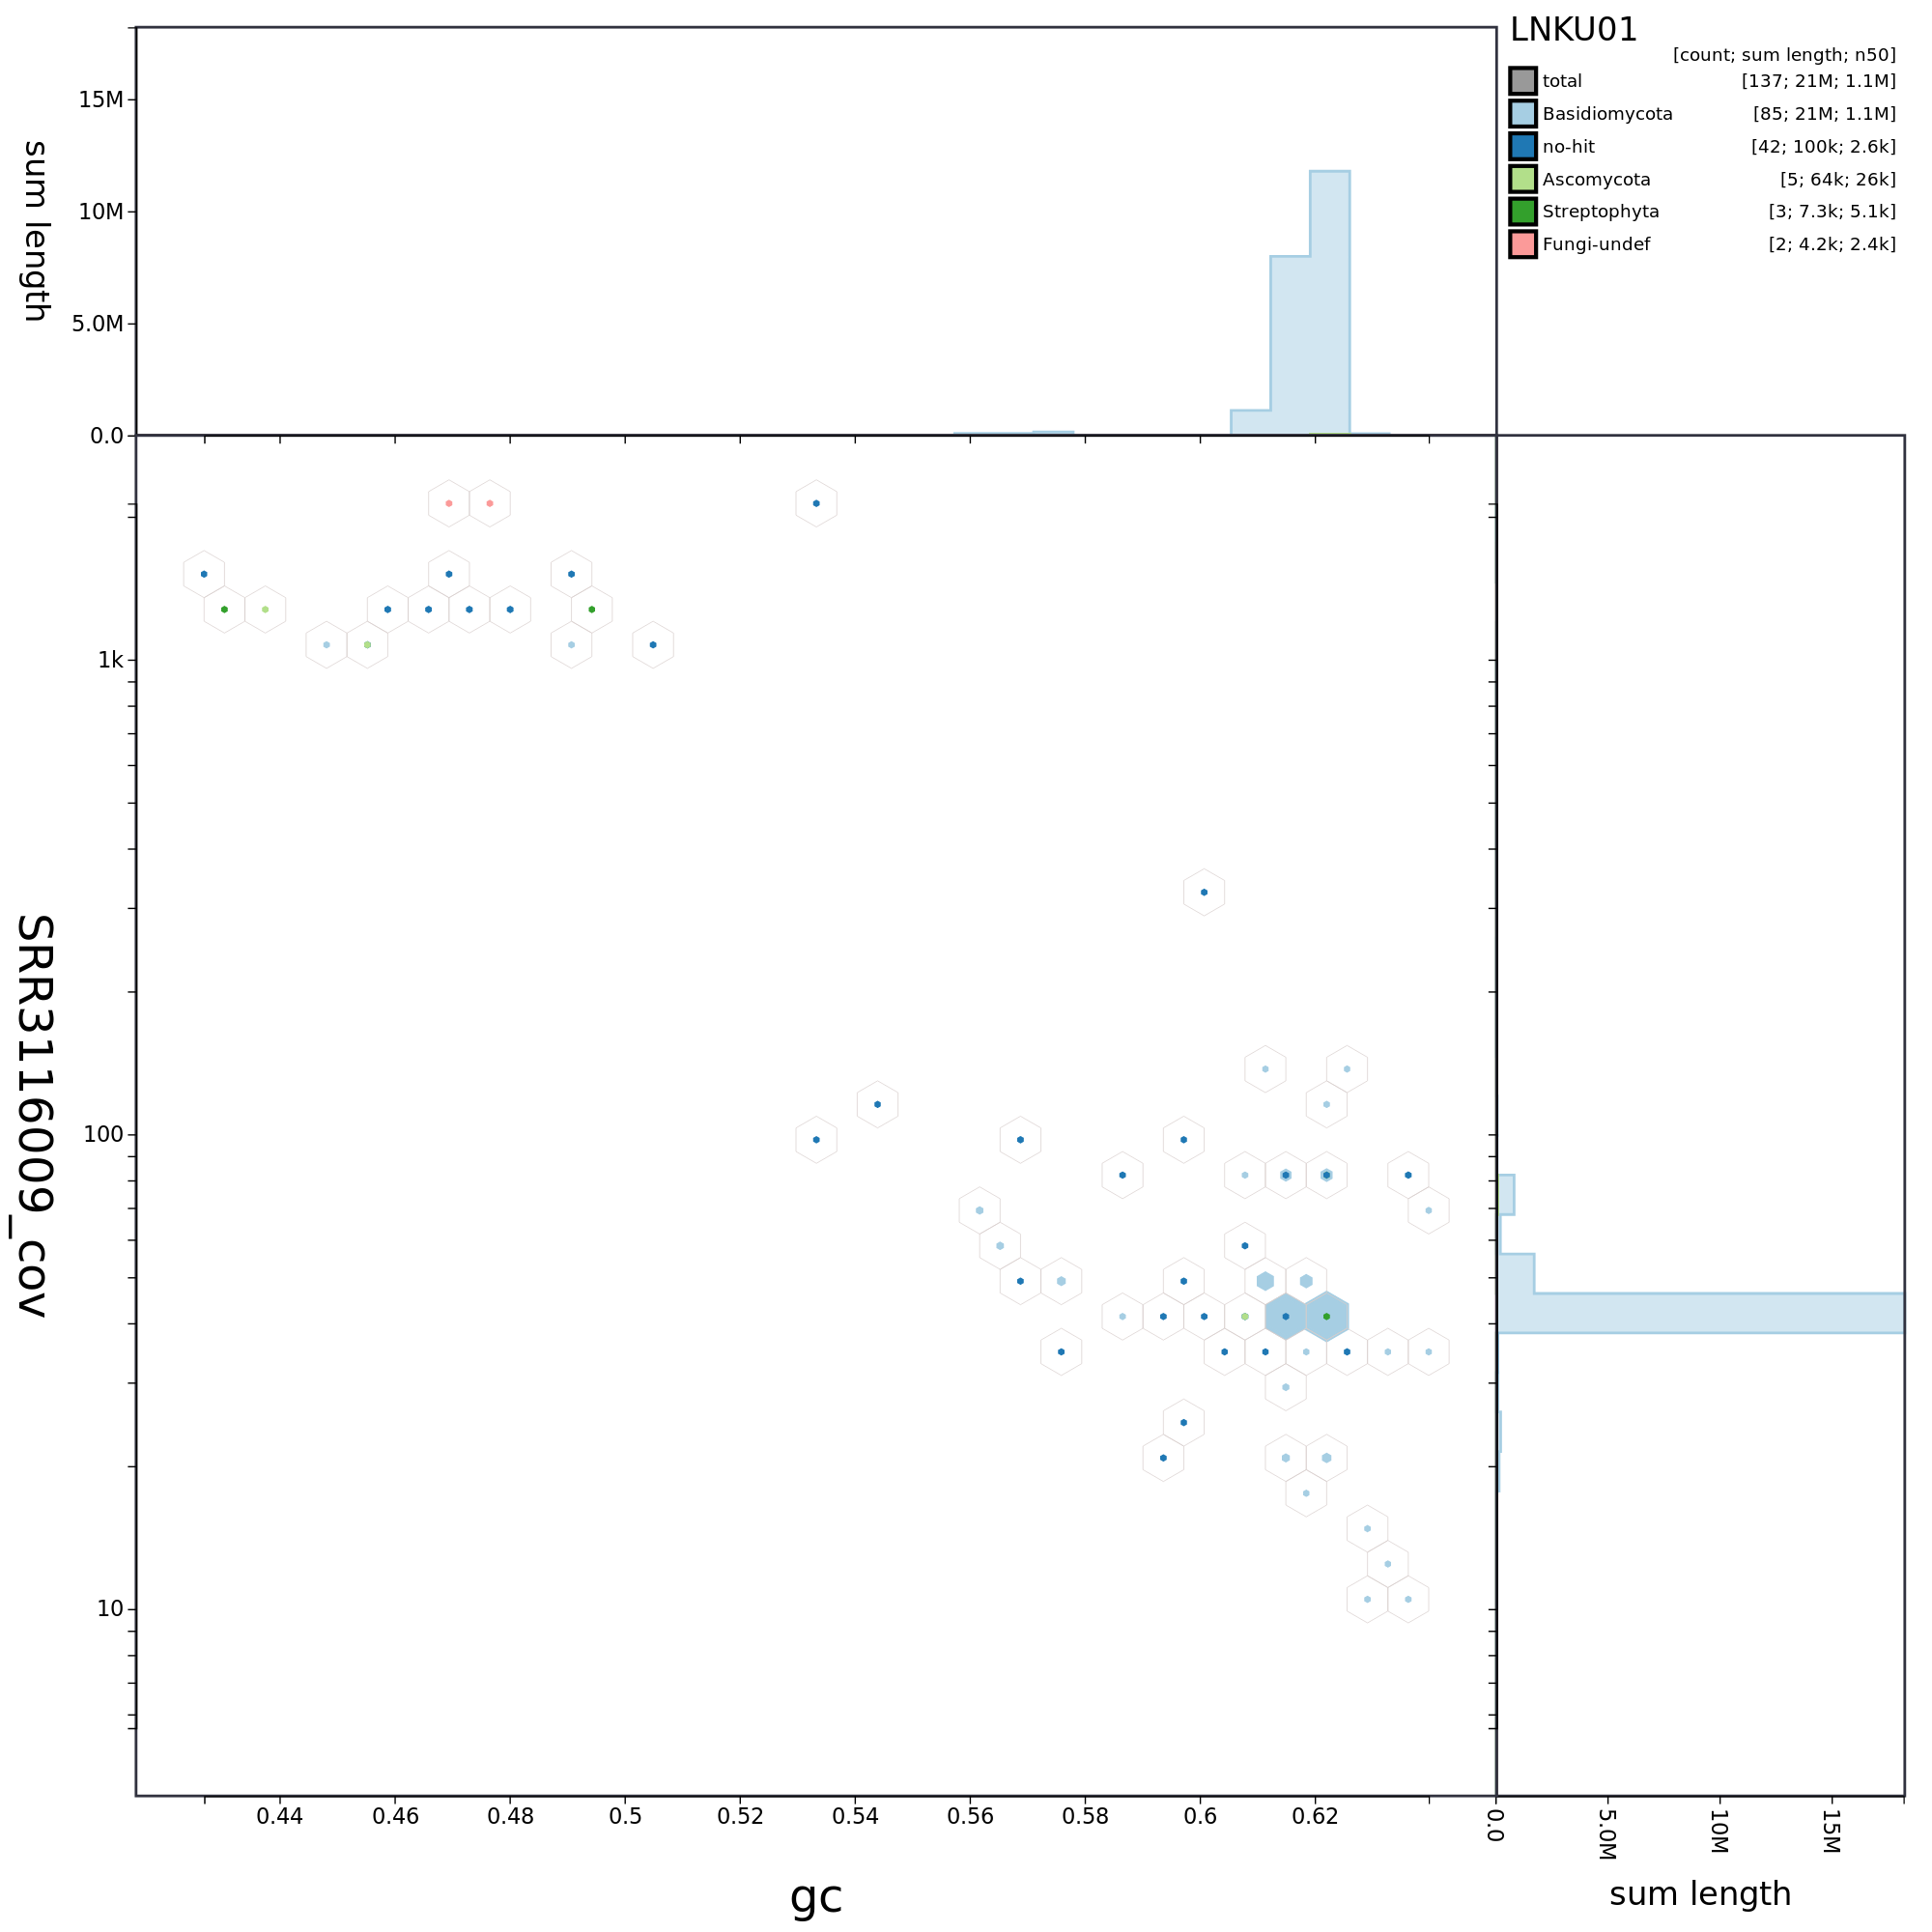 LNKU01
[count; sum length; n50]
total [137; 21M; 1.1M]
Basidiomycota [85; 21M; 1.1M]
no-hit [42; 100k; 2.6k]
Ascomycota [5; 64k; 26k]
Streptophyta [3; 7.3k; 5.1k]
Fungi-undef [2; 4.2k; 2.4k]
sum length
15M
10M
5.0M
0.0
SRR3116009_cov
1k
100
10
0.44 0.46 0.48 0.5 0.52 0.54 0.56 0.58 0.6 0.62
gc
0.0 5.0M 10M 15M
sum length